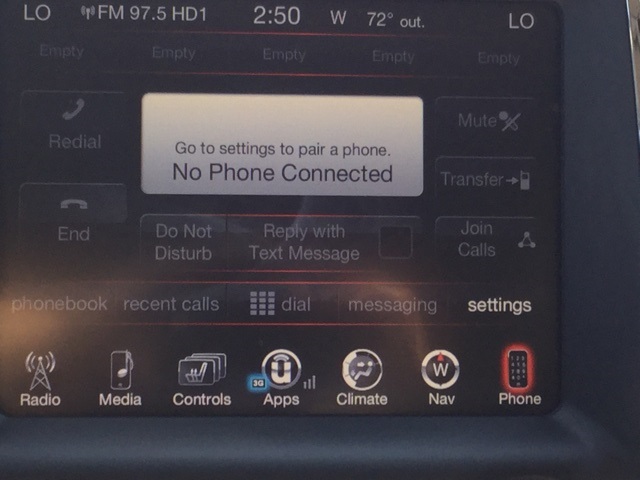 LO FM 97.5 HD1 2:50 W 72° out. LO
Empty Empty Empty Empty Empty
Redial
Go to settings to pair a phone.
No Phone Connected
Mute
Transfer
End
Do Not
Disturb
Reply with
Text Message
Join
Calls
phonebook recent calls dial messaging settings
3G
W
Radio Media Controls Apps Climate Nav Phone